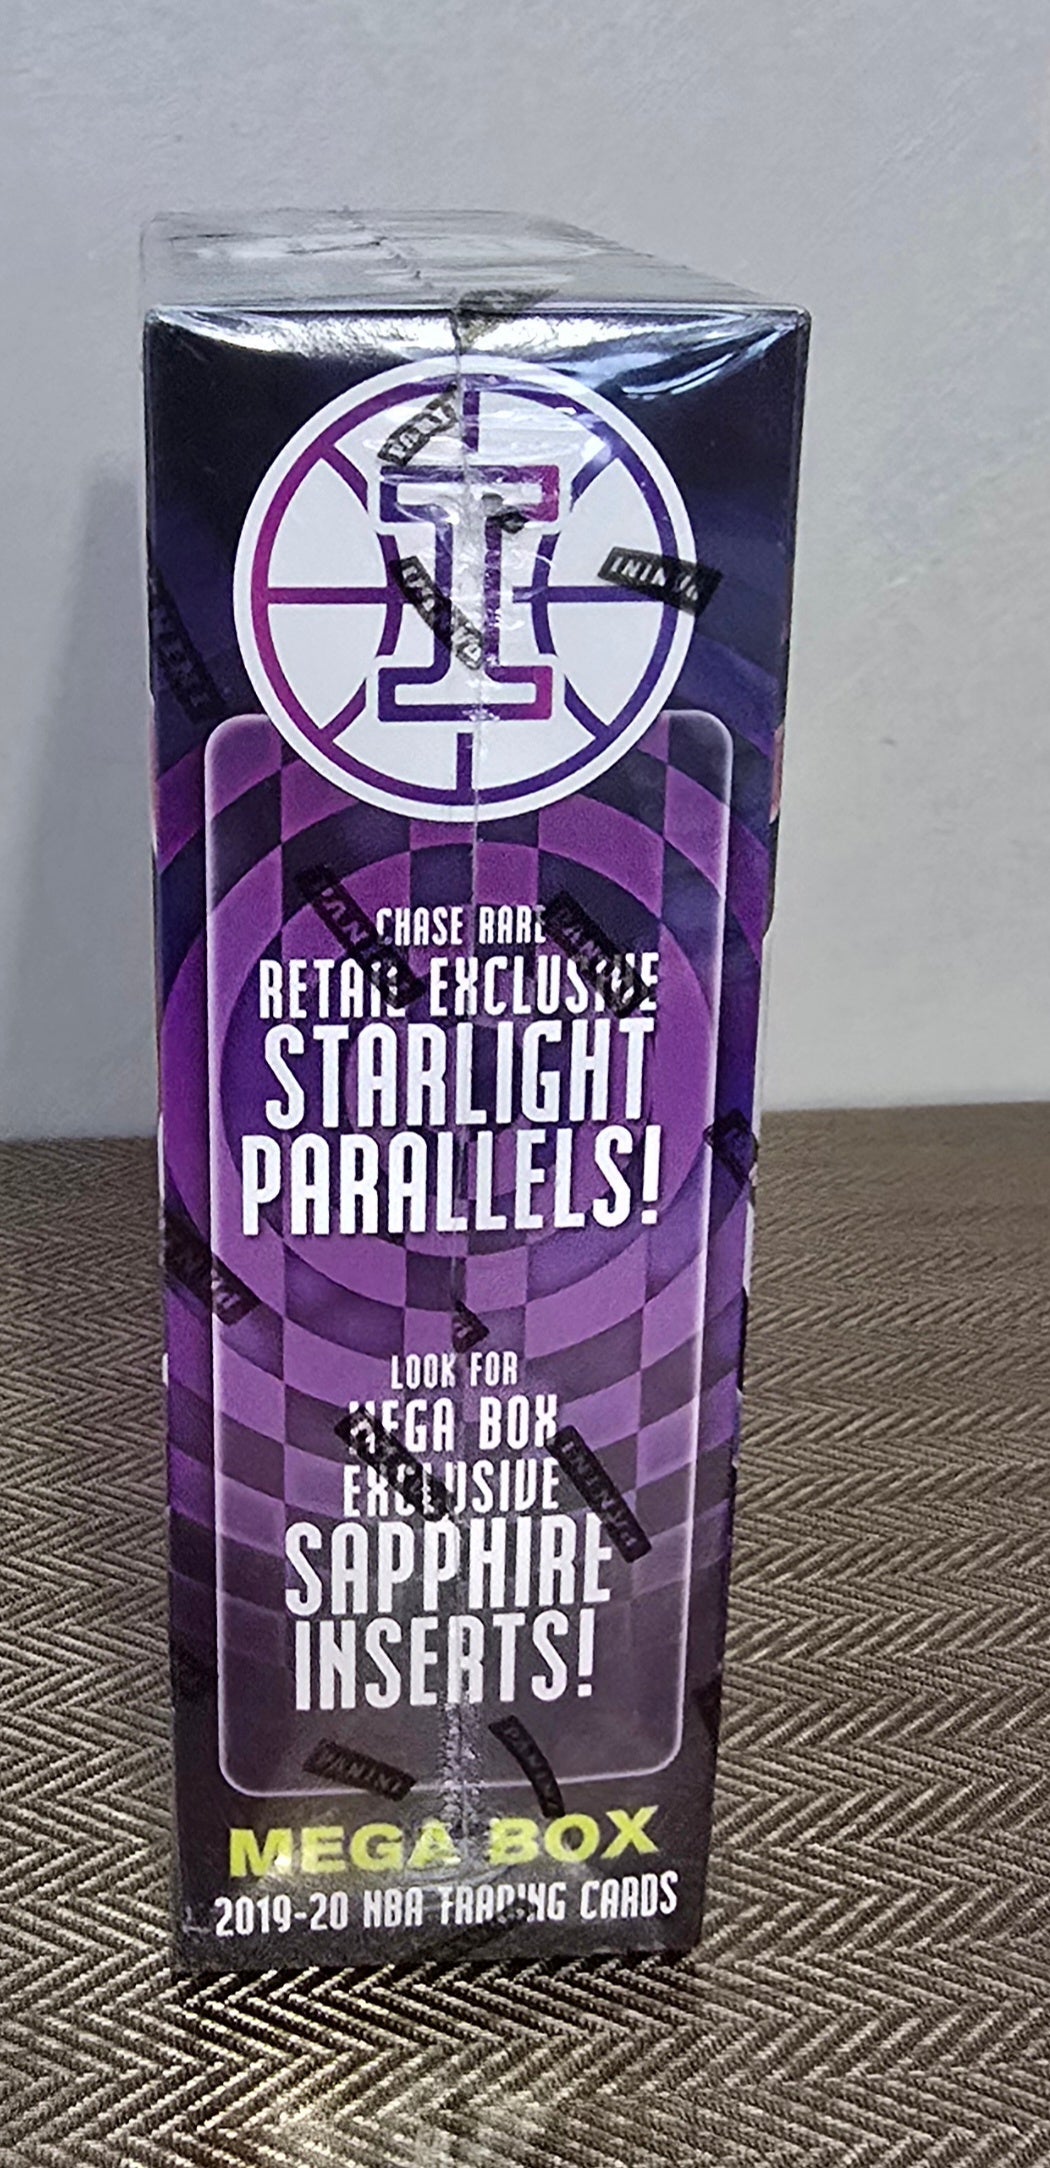 I
CHASE RARE
RETAIL EXCLUSIVE
STARLIGHT
PARALLELS!
LOOK FOR
MEGA BOX
EXCLUSIVE
SAPPHIRE
INSERTS!
PANINI
MEGA BOX
2019-20 NBA TRADING CARDS